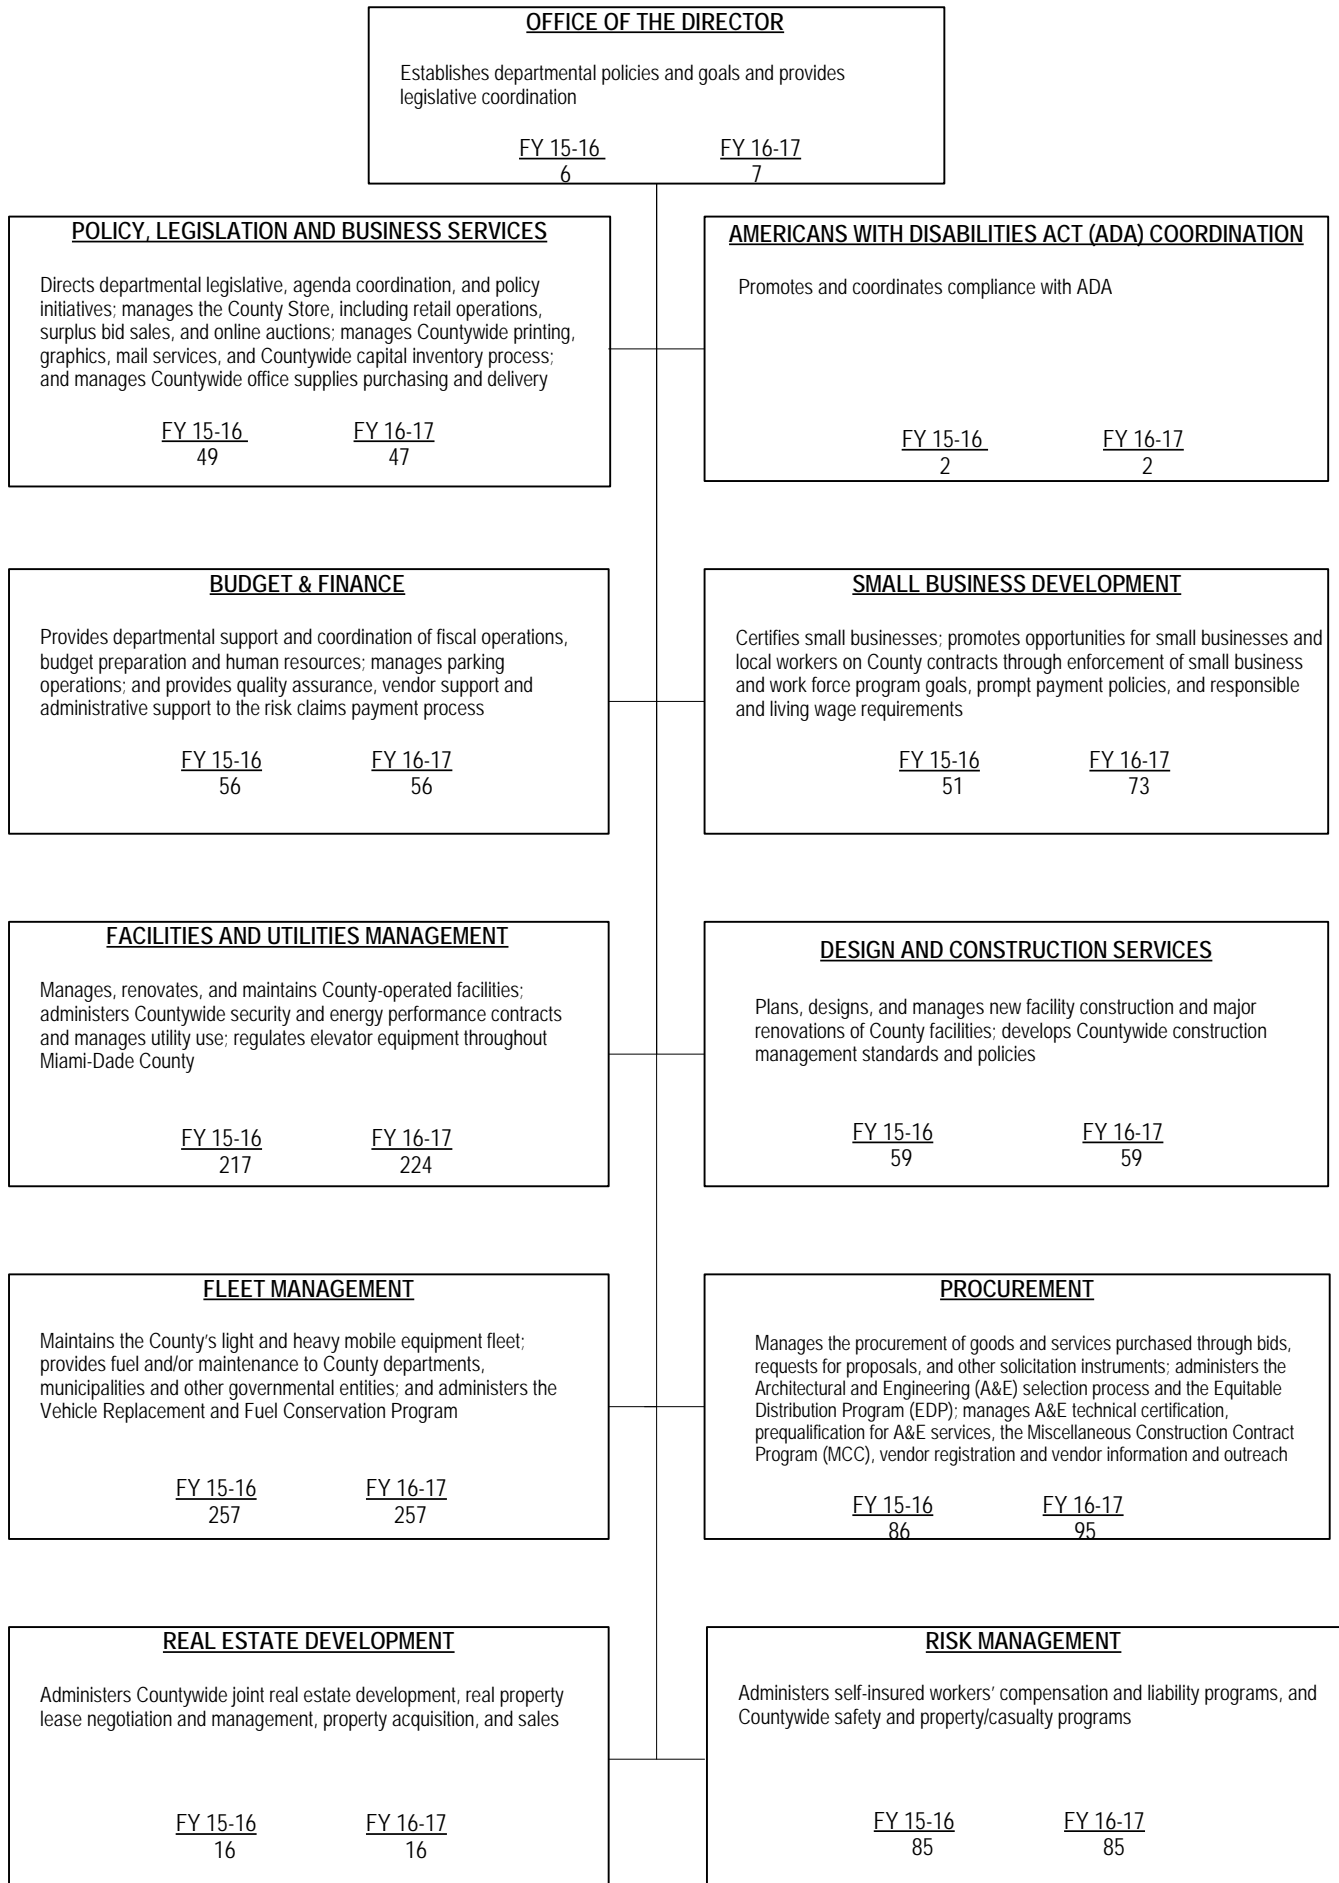 OFFICE OF THE DIRECTOR
Establishes departmental policies and goals and provides
legislative coordination
FY 15-16 FY 16-17
6 7
POLICY, LEGISLATION AND BUSINESS SERVICES
Directs departmental legislative, agenda coordination, and policy
initiatives; manages the County Store, including retail operations,
surplus bid sales, and online auctions; manages Countywide printing,
graphics, mail services, and Countywide capital inventory process;
and manages Countywide office supplies purchasing and delivery
FY 15-16 FY 16-17
49 47
AMERICANS WITH DISABILITIES ACT (ADA) COORDINATION
Promotes and coordinates compliance with ADA
FY 15-16 FY 16-17
2 2
BUDGET & FINANCE
Provides departmental support and coordination of fiscal operations,
budget preparation and human resources; manages parking
operations; and provides quality assurance, vendor support and
administrative support to the risk claims payment process
FY 15-16 FY 16-17
56 56
SMALL BUSINESS DEVELOPMENT
Certifies small businesses; promotes opportunities for small businesses and
local workers on County contracts through enforcement of small business
and work force program goals, prompt payment policies, and responsible
and living wage requirements
FY 15-16 FY 16-17
51 73
FACILITIES AND UTILITIES MANAGEMENT
Manages, renovates, and maintains County-operated facilities;
administers Countywide security and energy performance contracts
and manages utility use; regulates elevator equipment throughout
Miami-Dade County
FY 15-16 FY 16-17
217 224
DESIGN AND CONSTRUCTION SERVICES
Plans, designs, and manages new facility construction and major
renovations of County facilities; develops Countywide construction
management standards and policies
FY 15-16 FY 16-17
59 59
FLEET MANAGEMENT
Maintains the County’s light and heavy mobile equipment fleet;
provides fuel and/or maintenance to County departments,
municipalities and other governmental entities; and administers the
Vehicle Replacement and Fuel Conservation Program
FY 15-16 FY 16-17
257 257
PROCUREMENT
Manages the procurement of goods and services purchased through bids,
requests for proposals, and other solicitation instruments; administers the
Architectural and Engineering (A&E) selection process and the Equitable
Distribution Program (EDP); manages A&E technical certification,
prequalification for A&E services, the Miscellaneous Construction Contract
Program (MCC), vendor registration and vendor information and outreach
FY 15-16 FY 16-17
86 95
REAL ESTATE DEVELOPMENT
Administers Countywide joint real estate development, real property
lease negotiation and management, property acquisition, and sales
FY 15-16 FY 16-17
16 16
RISK MANAGEMENT
Administers self-insured workers’ compensation and liability programs, and
Countywide safety and property/casualty programs
FY 15-16 FY 16-17
85 85